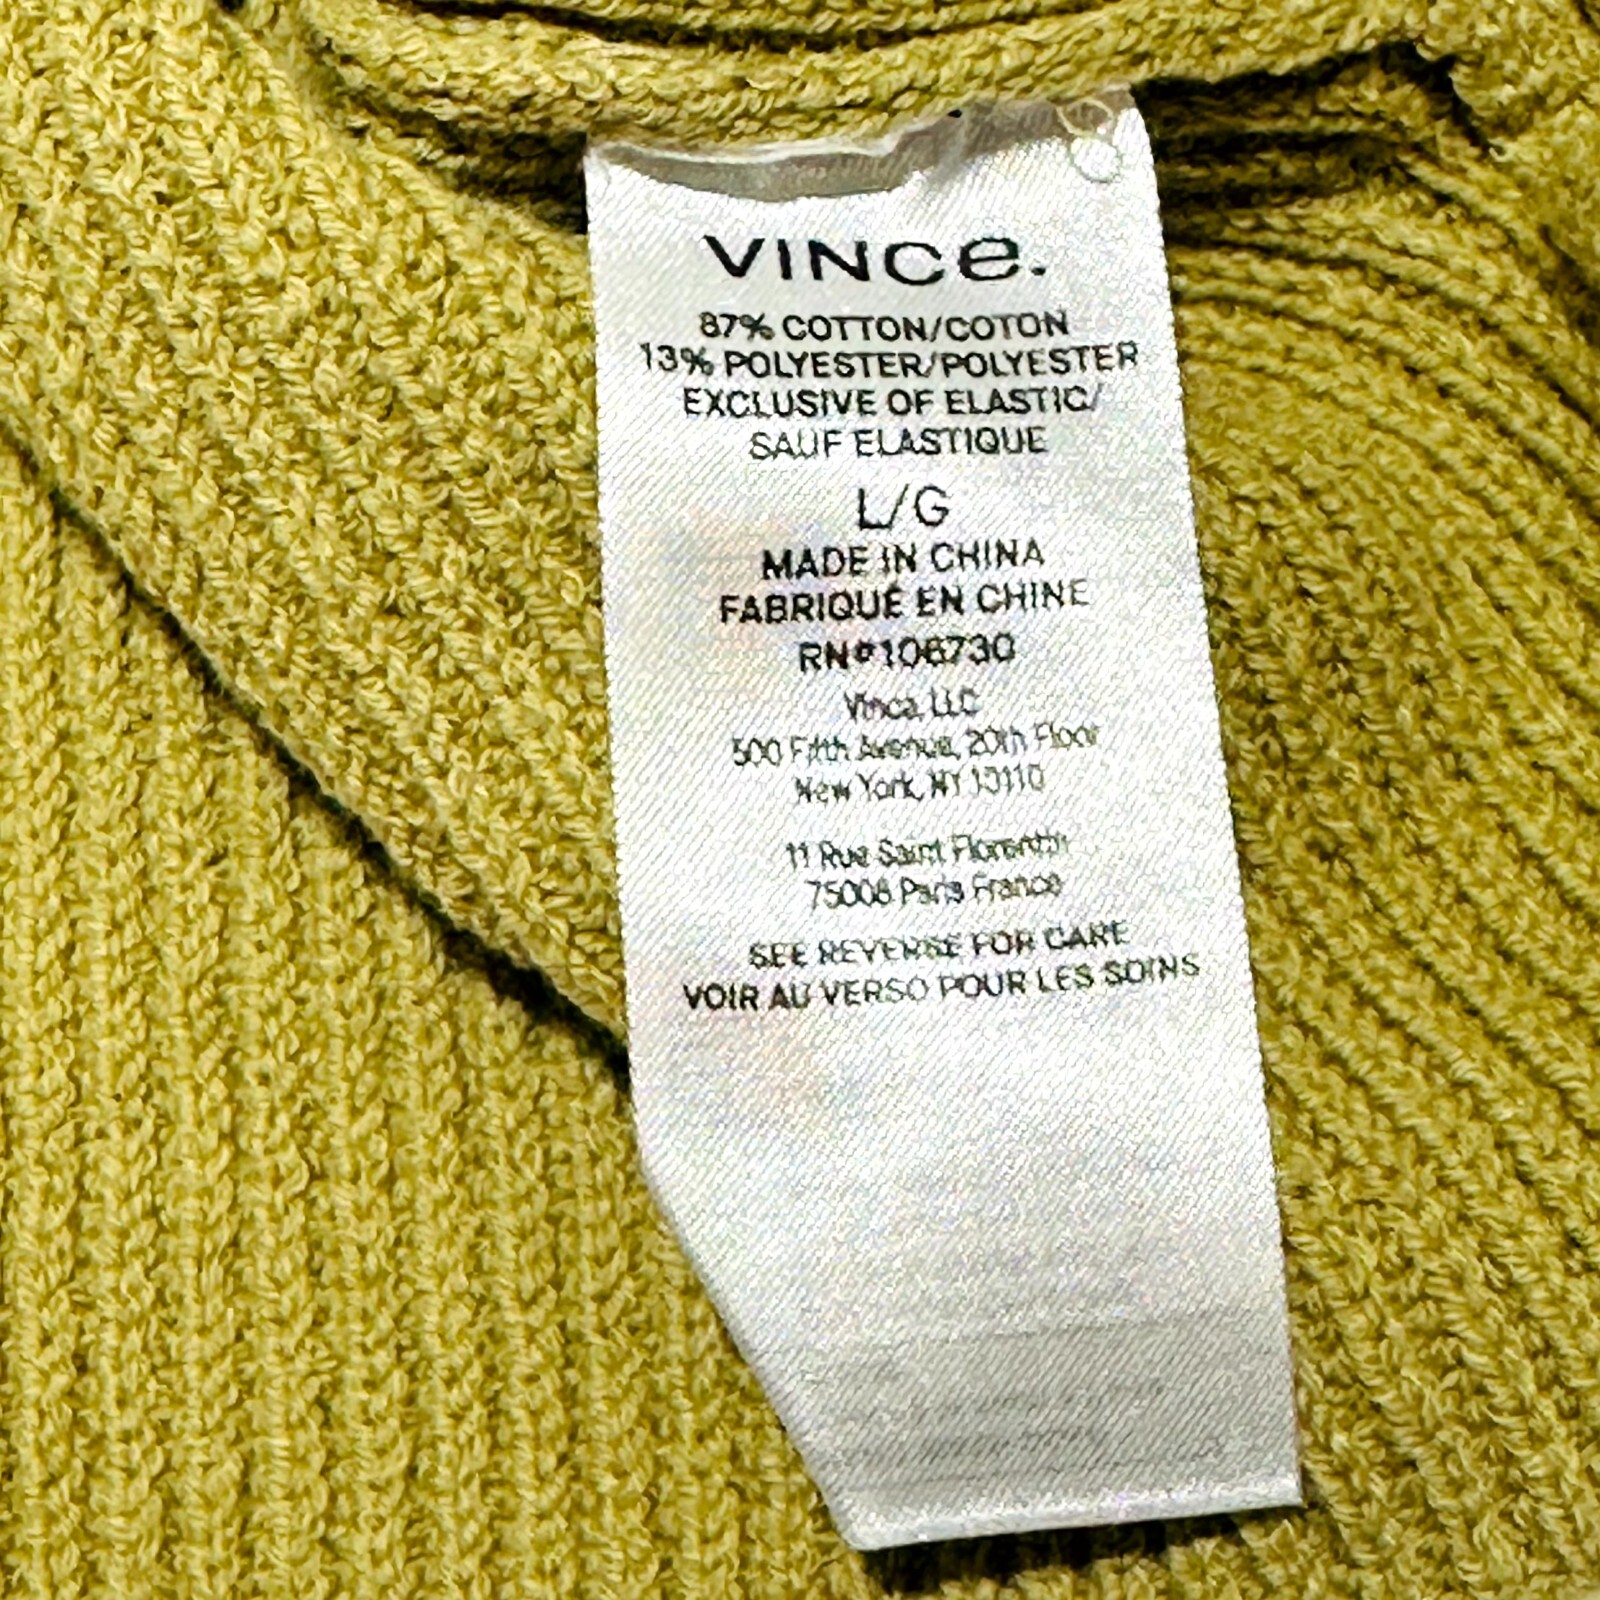 VINCE.
87% COTTON/COTON
13% POLYESTER/POLYESTER
EXCLUSIVE OF ELASTIC/
SAUF ELASTIQUE
L/G
MADE IN CHINA
FABRIQUÉ EN CHINE
RN#106730
Vince, LLC
500 Fifth Avenue, 20th Floor
New York, NY 10110
11 Rue Saint Florentin
75008 Paris France
SEE REVERSE FOR CARE
VOIR AU VERSO POUR LES SOINS